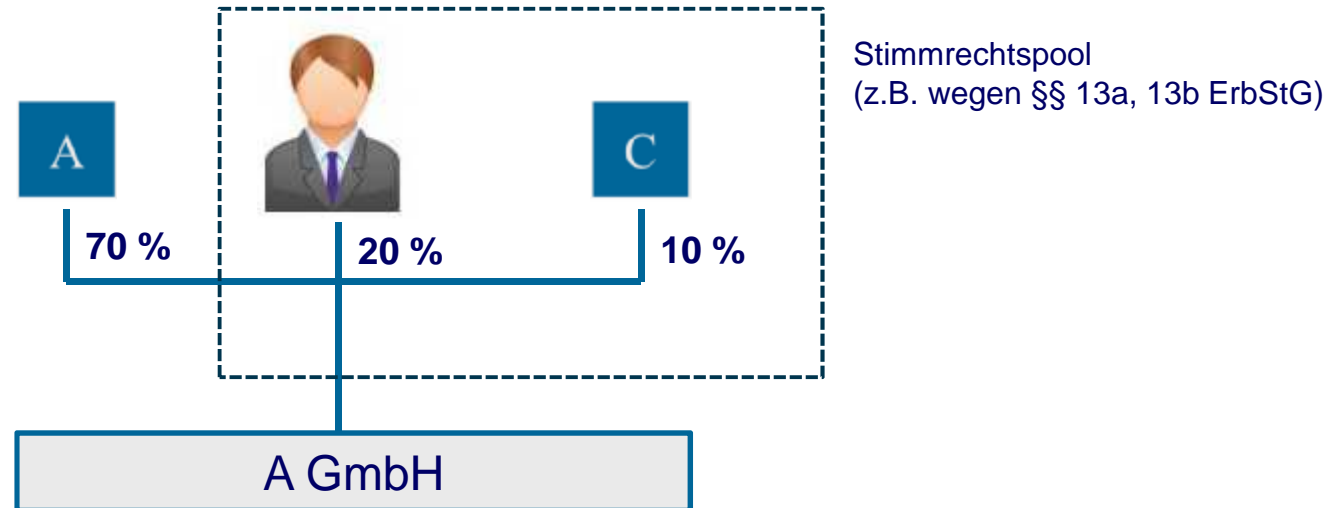 Stimmrechtspool
(z.B. wegen §§ 13a, 13b ErbStG)
A
C
70 %
20 %
10 %
A GmbH